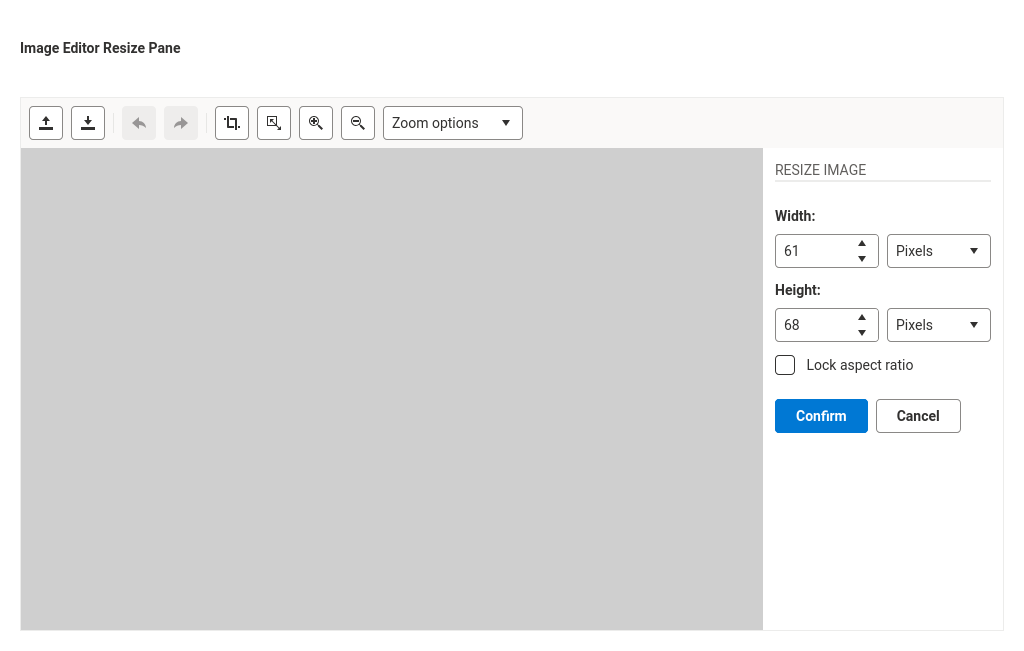 Image Editor Resize Pane
Zoom options
RESIZE IMAGE
Width:
61 Pixels
Height:
68 Pixels
Lock aspect ratio
Confirm Cancel